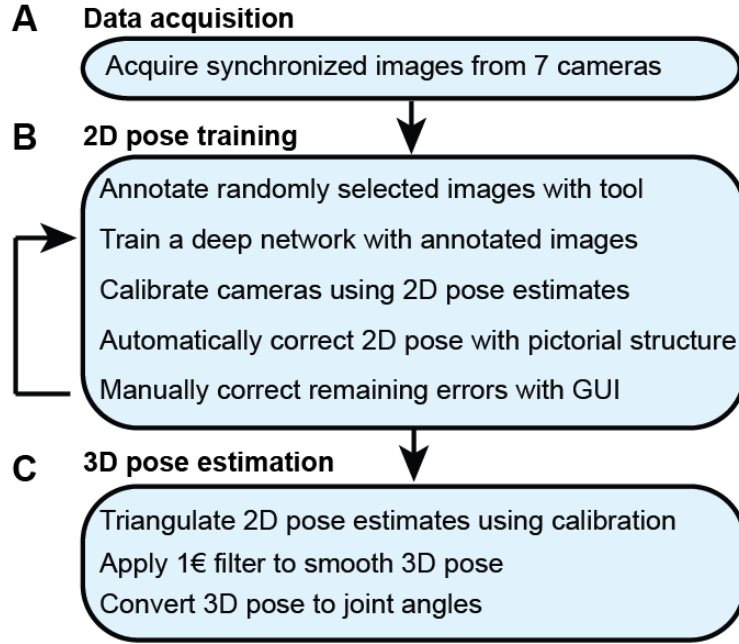 A Data acquisition
Acquire synchronized images from 7 cameras
B 2D pose training
Annotate randomly selected images with tool
Train a deep network with annotated images
Calibrate cameras using 2D pose estimates
Automatically correct 2D pose with pictorial structure
Manually correct remaining errors with GUI
C 3D pose estimation
Triangulate 2D pose estimates using calibration
Apply 1€ filter to smooth 3D pose
Convert 3D pose to joint angles